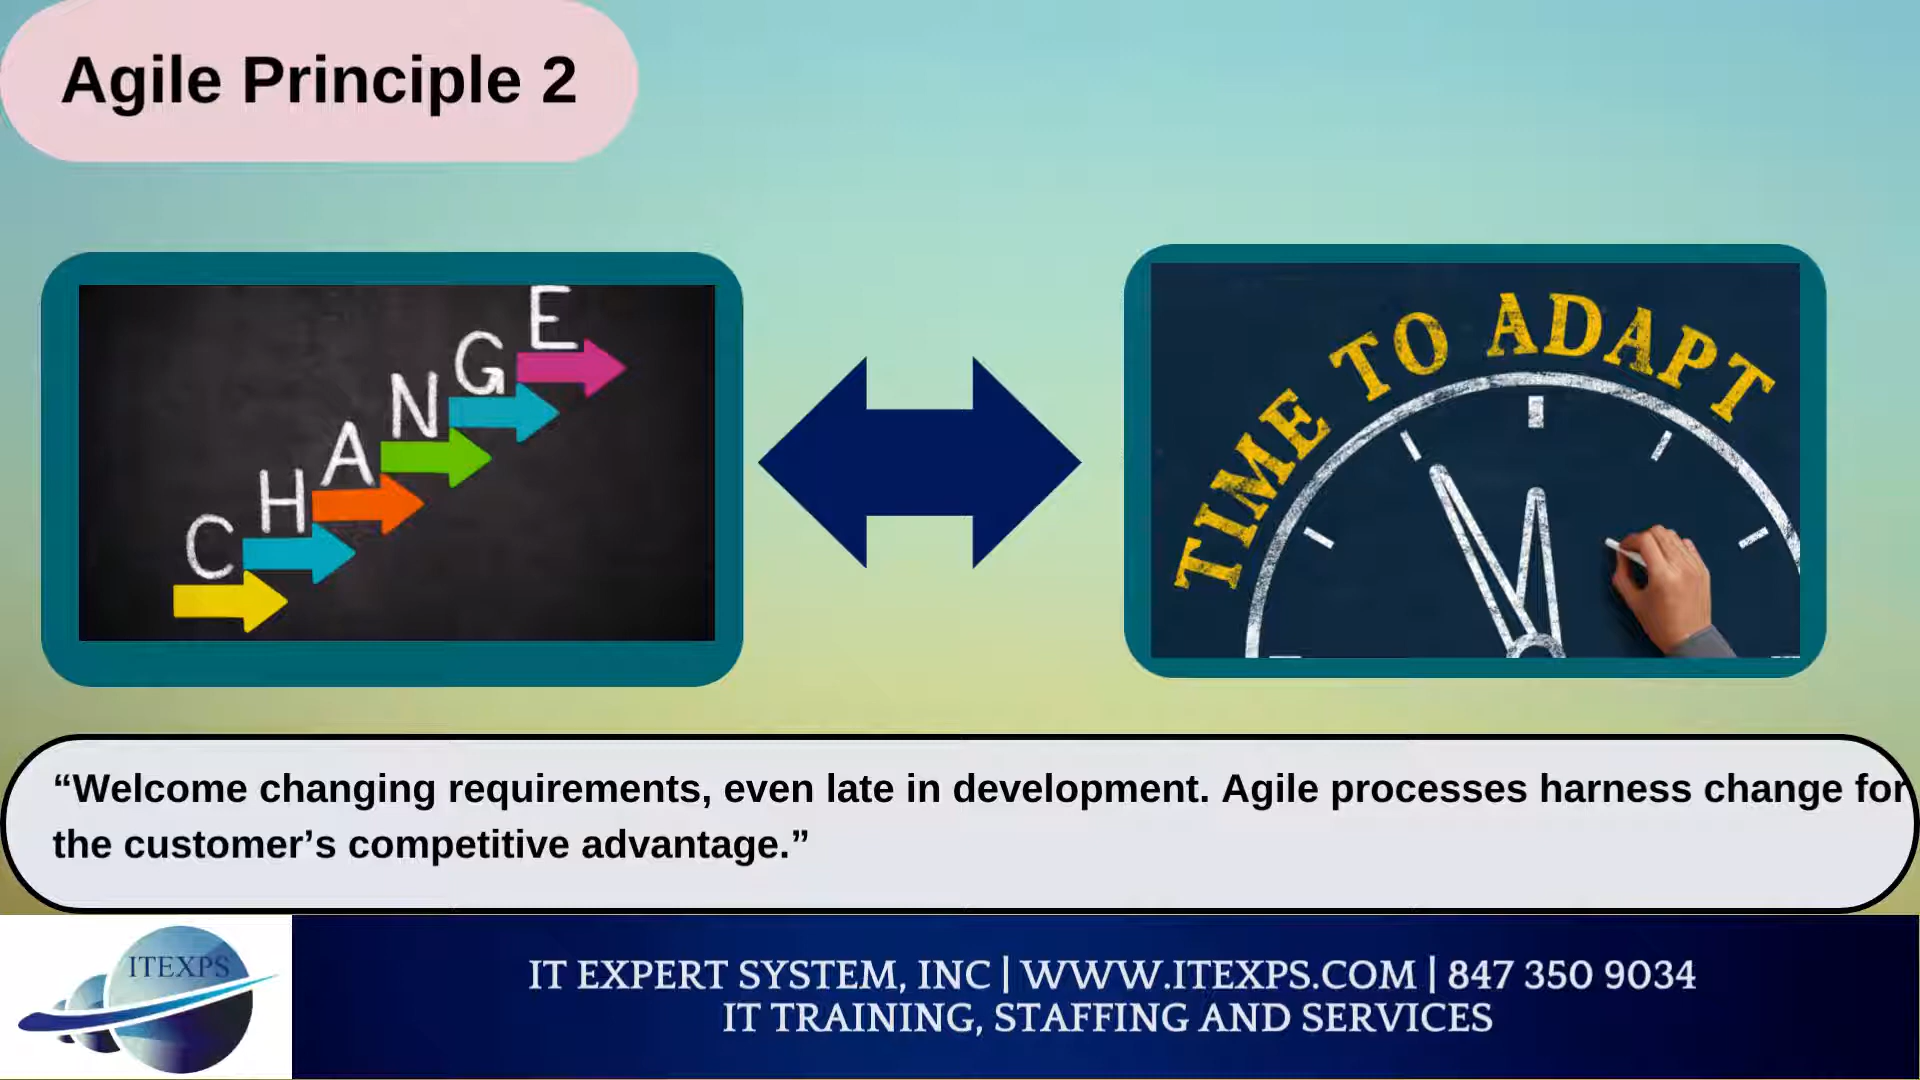 Agile Principle 2
CHANGE
TIME TO ADAPT
“Welcome changing requirements, even late in development. Agile processes harness change for
the customer’s competitive advantage.”
ITEXPS
IT EXPERT SYSTEM, INC | WWW.ITEXPS.COM | 847 350 9034
IT TRAINING, STAFFING AND SERVICES